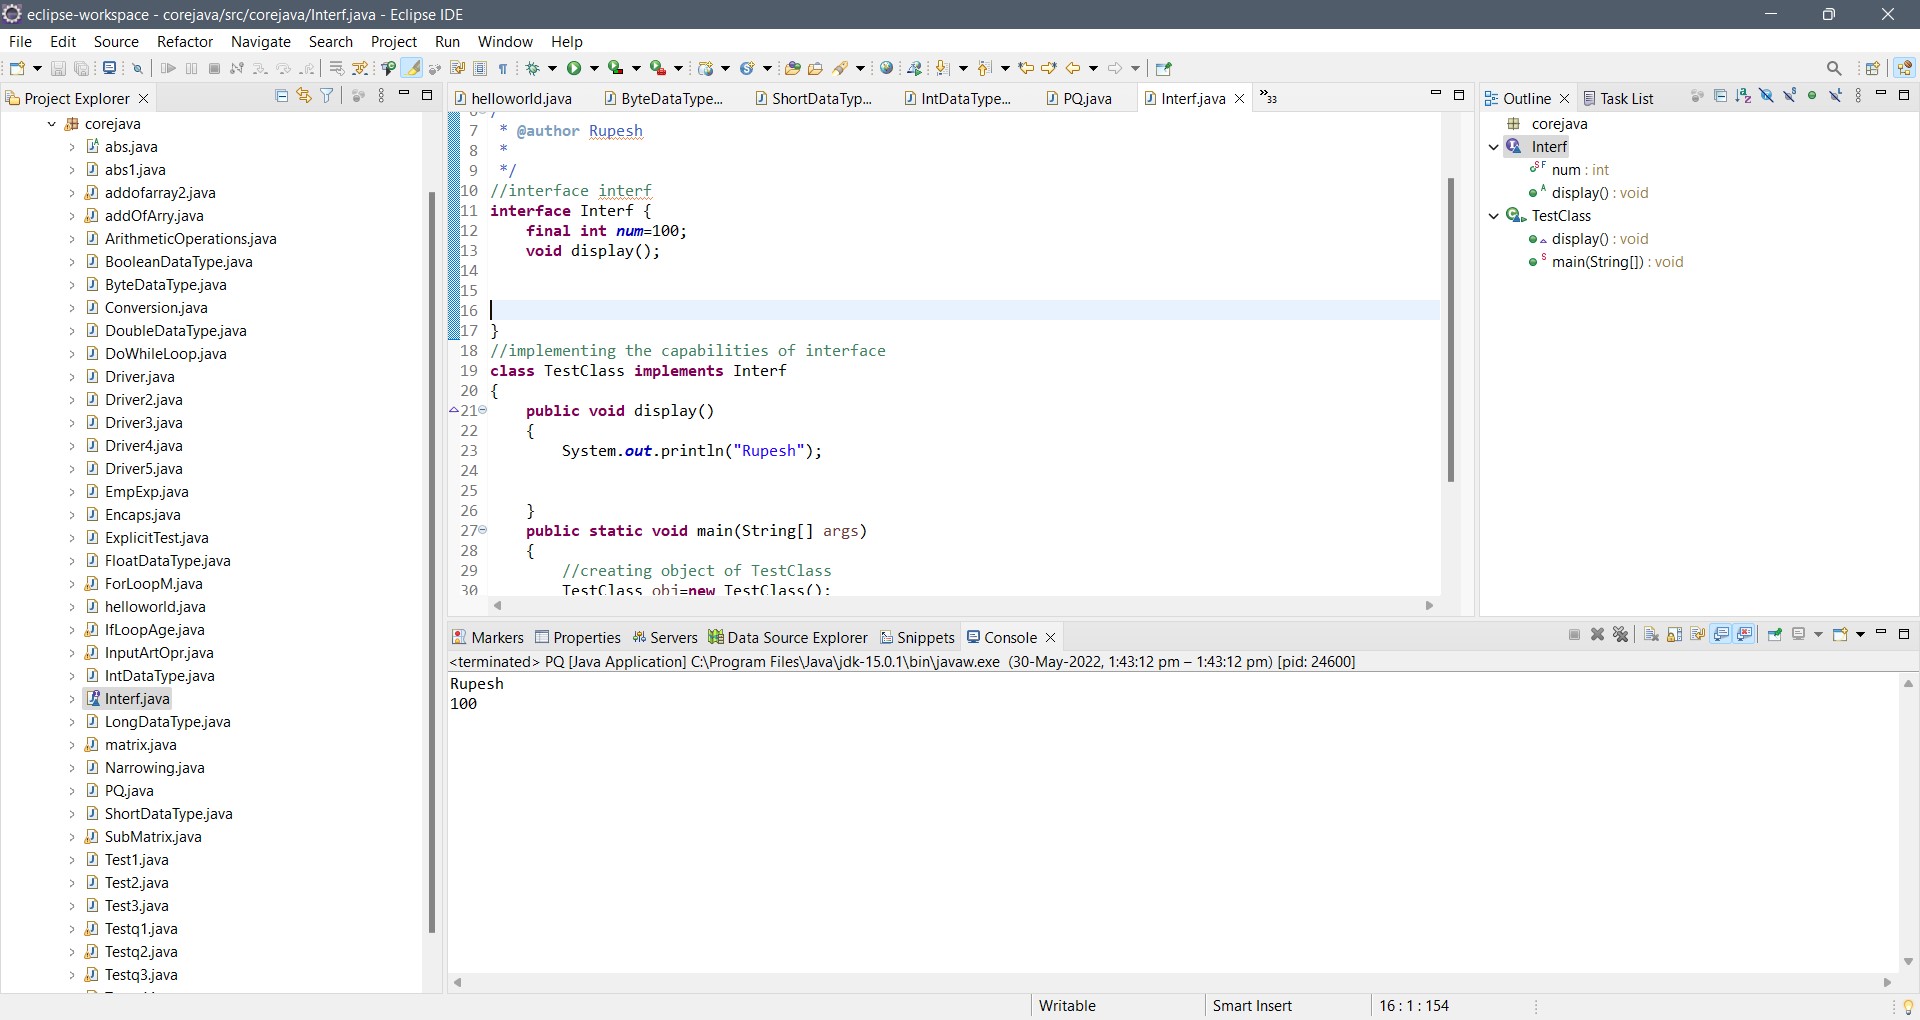 eclipse-workspace - corejava/src/corejava/Interf.java - Eclipse IDE
File Edit Source Refactor Navigate Search Project Run Window Help
Project Explorer
corejava
abs.java
abs1.java
addofarray2.java
addOfArry.java
ArithmeticOperations.java
BooleanDataType.java
ByteDataType.java
Conversion.java
DoubleDataType.java
DoWhileLoop.java
Driver.java
Driver2.java
Driver3.java
Driver4.java
Driver5.java
EmpExp.java
Encaps.java
ExplicitTest.java
FloatDataType.java
ForLoopM.java
helloworld.java
IfLoopAge.java
InputArtOpr.java
IntDataType.java
Interf.java
LongDataType.java
matrix.java
Narrowing.java
PQ.java
ShortDataType.java
SubMatrix.java
Test1.java
Test2.java
Test3.java
Testq1.java
Testq2.java
Testq3.java
helloworld.java ByteDataType... ShortDataTyp... IntDataType... PQ.java Interf.java »33
7 * @author Rupesh
8 *
9 */
10 //interface interf
11 interface Interf {
12 final int num=100;
13 void display();
14
15
16
17 }
18 //implementing the capabilities of interface
19 class TestClass implements Interf
20 {
21 public void display()
22 {
23 System.out.println("Rupesh");
24
25
26 }
27 public static void main(String[] args)
28 {
29 //creating object of TestClass
30 TestClass obj=new TestClass();
Outline Task List
corejava
Interf
num : int
display() : void
TestClass
display() : void
main(String[]) : void
Markers Properties Servers Data Source Explorer Snippets Console
<terminated> PQ [Java Application] C:\Program Files\Java\jdk-15.0.1\bin\javaw.exe (30-May-2022, 1:43:12 pm – 1:43:12 pm) [pid: 24600]
Rupesh
100
Writable Smart Insert 16 : 1 : 154